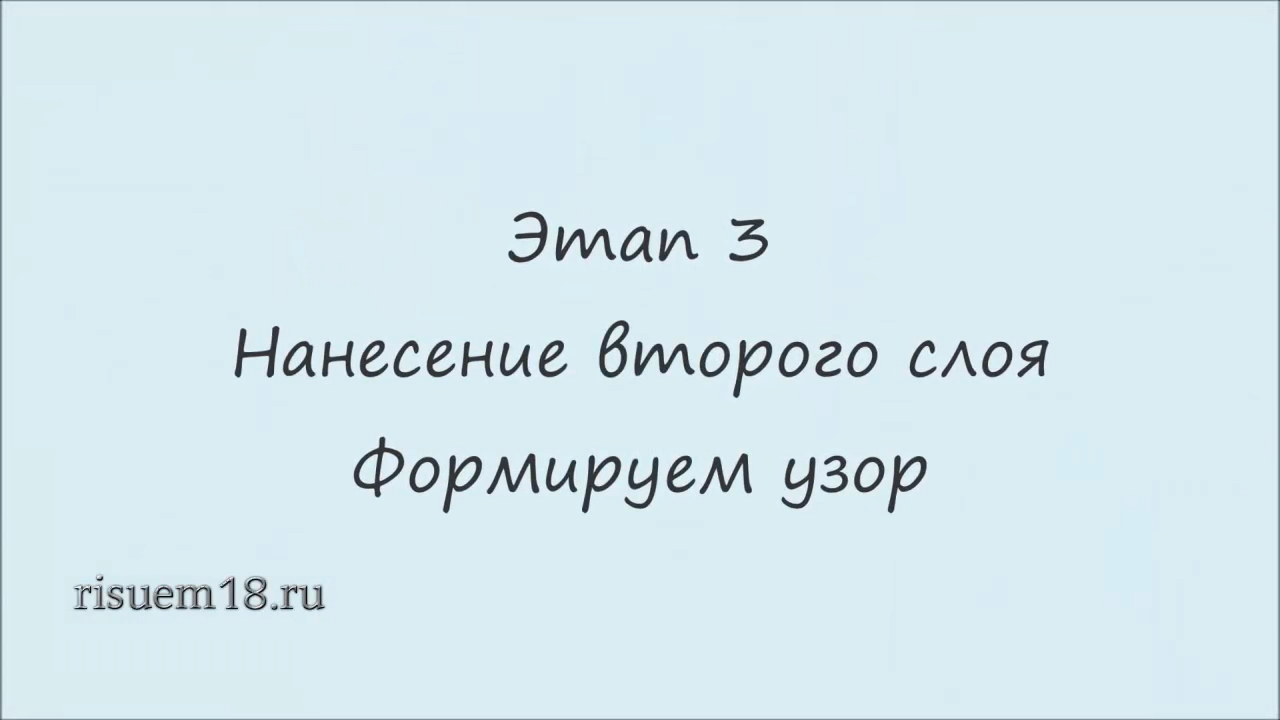 Этап 3
Нанесение второго слоя
Формируем узор
risuem18.ru